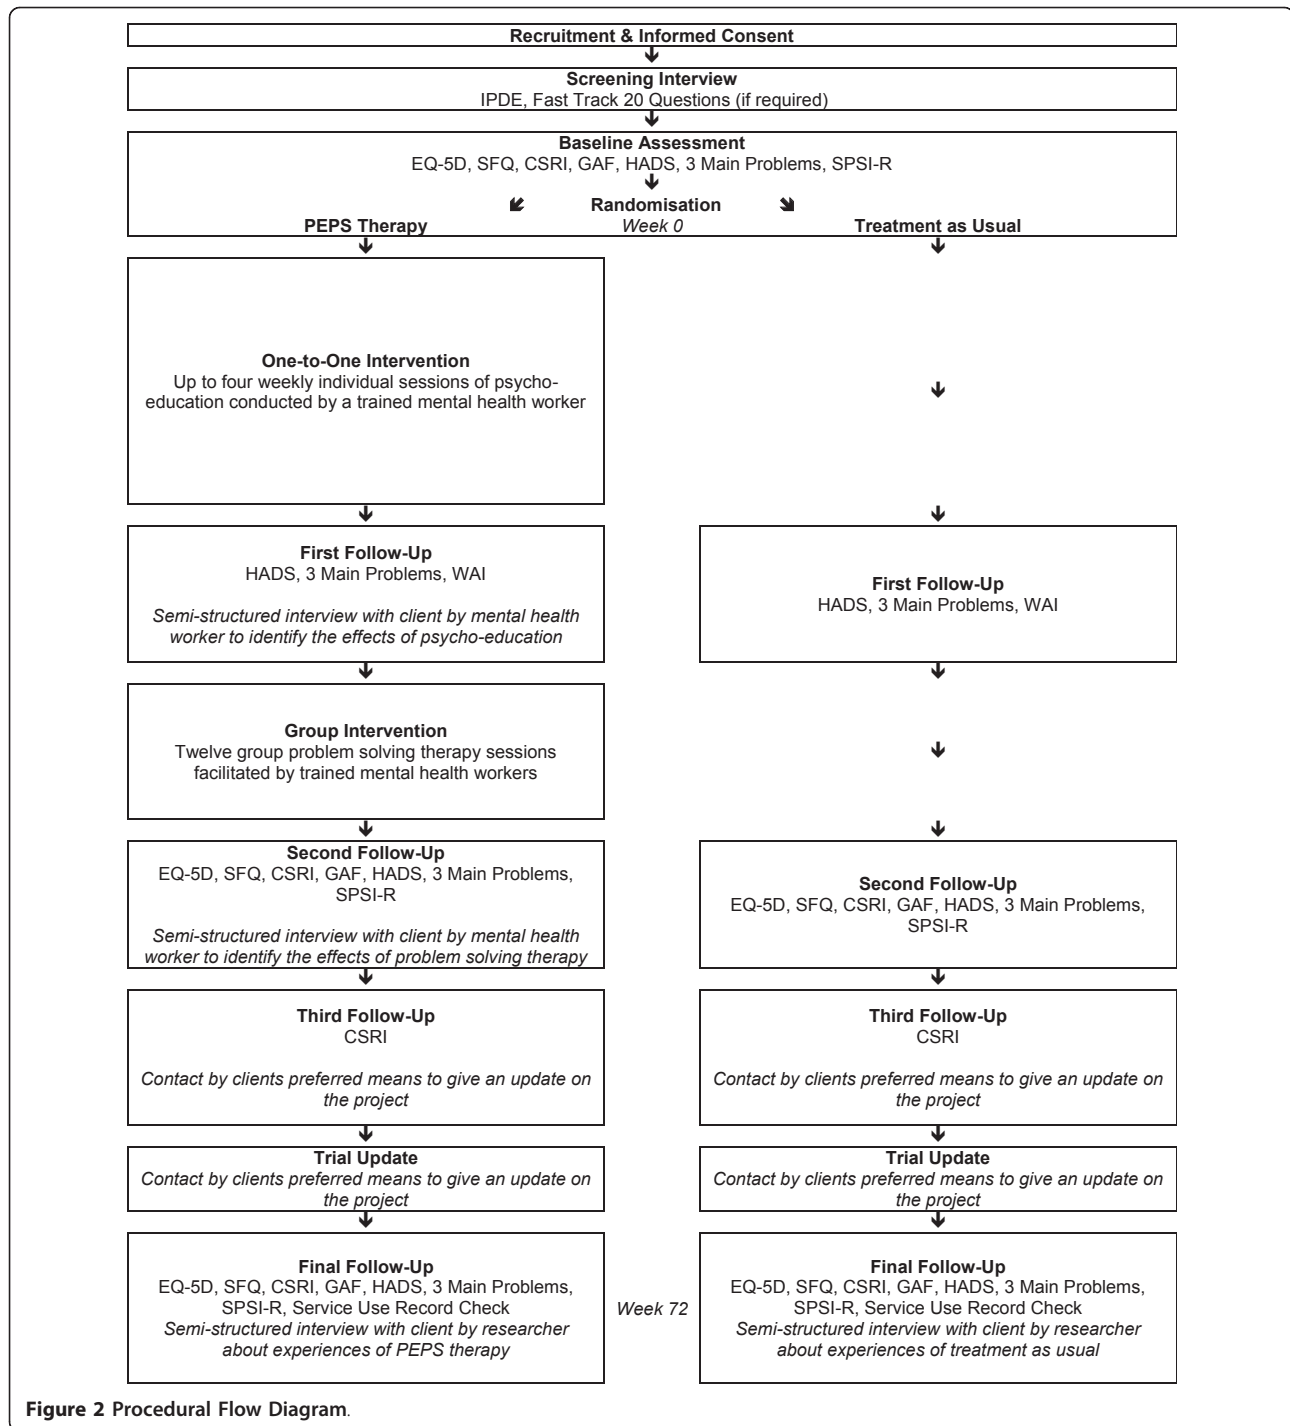 Recruitment & Informed Consent
Screening Interview
IPDE, Fast Track 20 Questions (if required)
Baseline Assessment
EQ-5D, SFQ, CSRI, GAF, HADS, 3 Main Problems, SPSI-R
Randomisation
PEPS Therapy
Week 0
Treatment as Usual
One-to-One Intervention
Up to four weekly individual sessions of psycho-
education conducted by a trained mental health worker
First Follow-Up
HADS, 3 Main Problems, WAI
Semi-structured interview with client by mental health
worker to identify the effects of psycho-education
First Follow-Up
HADS, 3 Main Problems, WAI
Group Intervention
Twelve group problem solving therapy sessions
facilitated by trained mental health workers
Second Follow-Up
EQ-5D, SFQ, CSRI, GAF, HADS, 3 Main Problems,
SPSI-R
Semi-structured interview with client by mental health
worker to identify the effects of problem solving therapy
Second Follow-Up
EQ-5D, SFQ, CSRI, GAF, HADS, 3 Main Problems,
SPSI-R
Third Follow-Up
CSRI
Contact by clients preferred means to give an update on
the project
Third Follow-Up
CSRI
Contact by clients preferred means to give an update on
the project
Trial Update
Contact by clients preferred means to give an update on
the project
Trial Update
Contact by clients preferred means to give an update on
the project
Final Follow-Up
EQ-5D, SFQ, CSRI, GAF, HADS, 3 Main Problems,
SPSI-R, Service Use Record Check
Semi-structured interview with client by researcher
about experiences of PEPS therapy
Week 72
Final Follow-Up
EQ-5D, SFQ, CSRI, GAF, HADS, 3 Main Problems,
SPSI-R, Service Use Record Check
Semi-structured interview with client by researcher
about experiences of treatment as usual
Figure 2 Procedural Flow Diagram.